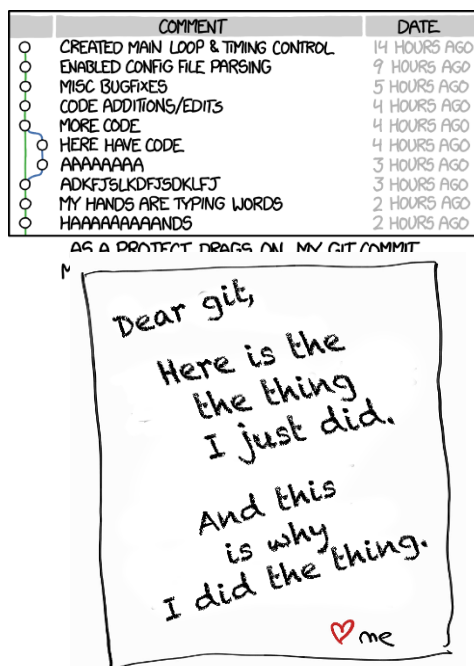 COMMENT DATE
CREATED MAIN LOOP & TIMING CONTROL 14 HOURS AGO
ENABLED CONFIG FILE PARSING 9 HOURS AGO
MISC BUGFIXES 5 HOURS AGO
CODE ADDITIONS/EDITS 4 HOURS AGO
MORE CODE 4 HOURS AGO
HERE HAVE CODE 4 HOURS AGO
AAAAAAAA 3 HOURS AGO
ADKFJSLKDFJSDKLFJ 3 HOURS AGO
MY HANDS ARE TYPING WORDS 2 HOURS AGO
HAAAAAAAAANDS 2 HOURS AGO
AS A PROJECT DRAGS ON, MY GIT COMMIT
M
Dear git,
Here is the
the thing
I just did.
And this
is why
I did the thing.
me